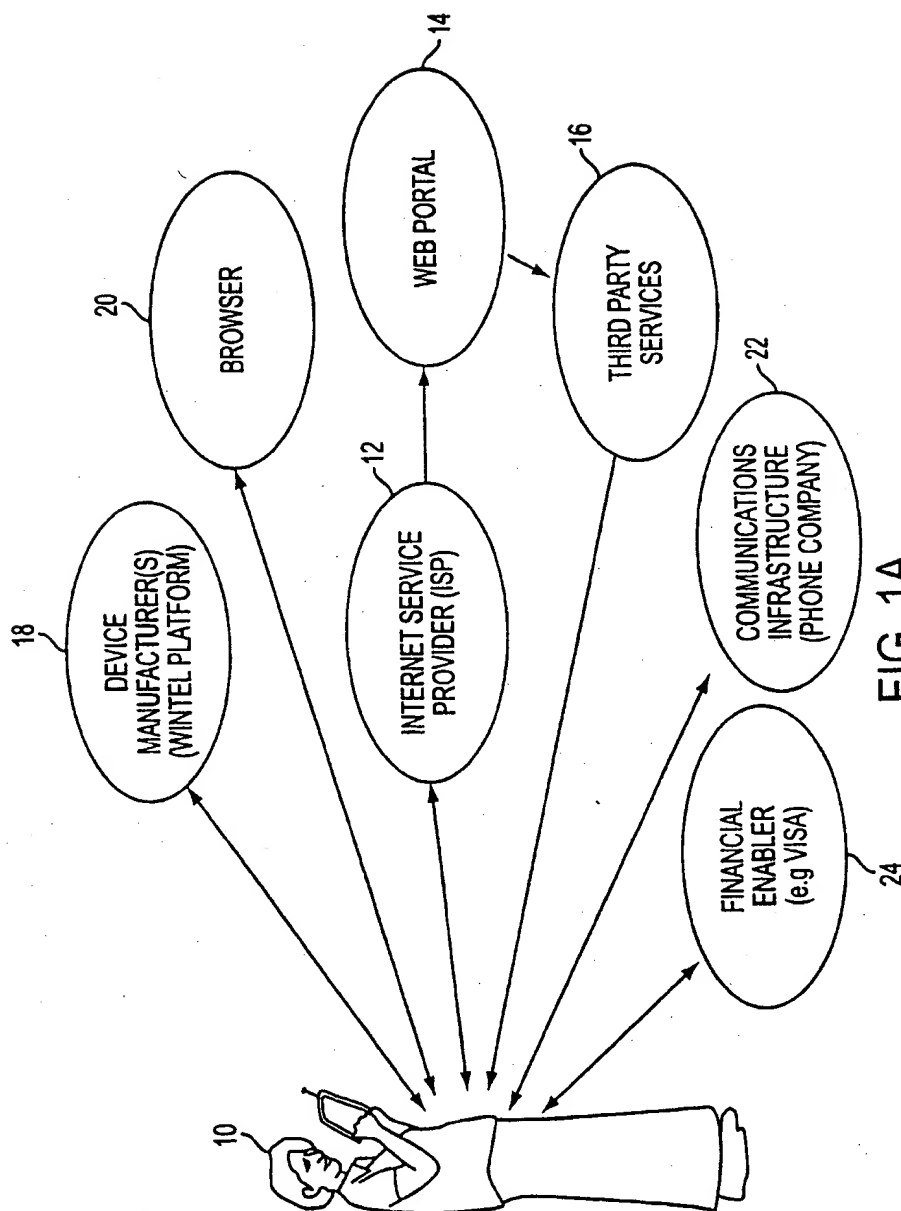 10
18
DEVICE
MANUFACTURER(S)
(WINTEL PLATFORM)
20
BROWSER
12
INTERNET SERVICE
PROVIDER (ISP)
14
WEB PORTAL
16
THIRD PARTY
SERVICES
22
COMMUNICATIONS
INFRASTRUCTURE
(PHONE COMPANY)
24
FINANCIAL
ENABLER
(e.g VISA)
FIG. 1A